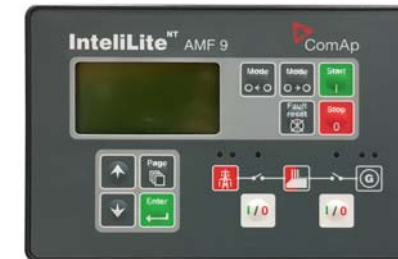 InteliLite NT AMF 9 ComAp
Mode Mode Start
I
Fault reset Stop
0
Page
Enter
G
I/0 I/0